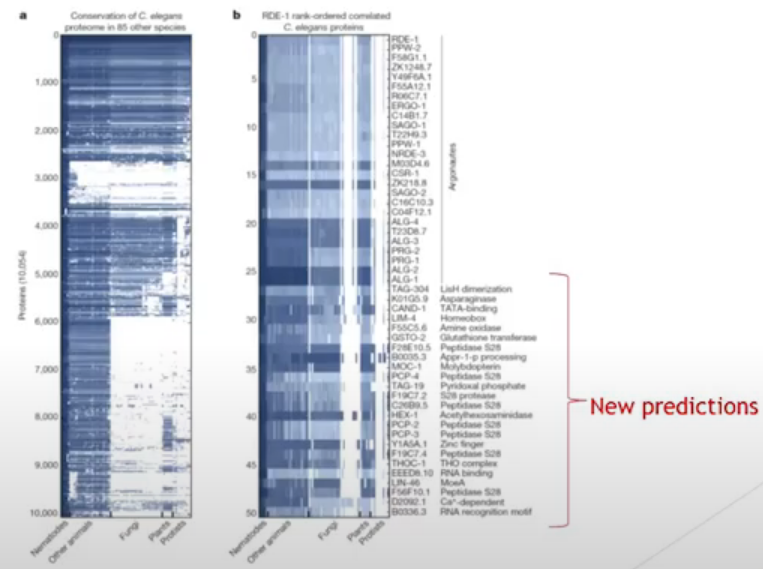 a
Conservation of C. elegans
proteome in 85 other species
0
1,000
2,000
3,000
4,000
5,000
6,000
7,000
8,000
9,000
10,000
Proteins (10,054)
Nematodes
Other animals
Fungi
Plants
Protists
b
RDE-1 rank-ordered correlated
C. elegans proteins
0
5
10
15
20
25
30
35
40
45
50
Nematodes
Other animals
Fungi
Plants
Protists
RDE-1
PPW-2
F58G1.1
ZK1248.7
Y49F6A.1
F55A12.1
R06C7.1
ERGO-1
C14B1.7
SAGO-1
T22H9.3
PPW-1
NRDE-3
M03D4.6
CSR-1
ZK218.8
SAGO-2
C16C10.3
C04F12.1
ALG-4
T23D8.7
ALG-3
PRG-2
PRG-1
ALG-2
ALG-1
Argonautes
TAG-304 LisH dimerization
K01G5.9 Asparaginase
CAND-1 TATA-binding
LIM-4 Homeobox
F55C5.6 Amine oxidase
GSTO-2 Glutathione transferase
F28E10.5 Peptidase S28
B0035.3 Appr-1-p processing
MOC-1 Molybdopterin
PCP-4 Peptidase S28
TAG-19 Pyridoxal phosphate
F19C7.2 S28 protease
C26B9.5 Peptidase S28
HEX-1 Acetylhexosaminidase
PCP-2 Peptidase S28
PCP-3 Peptidase S28
Y1A5A.1 Zinc finger
F19C7.4 Peptidase S28
THOC-1 THO complex
EEED8.10 RNA binding
LIN-46 MoeA
F56F10.1 Peptidase S28
D2092.1 Ca⁺-dependent
B0336.3 RNA recognition motif
New predictions